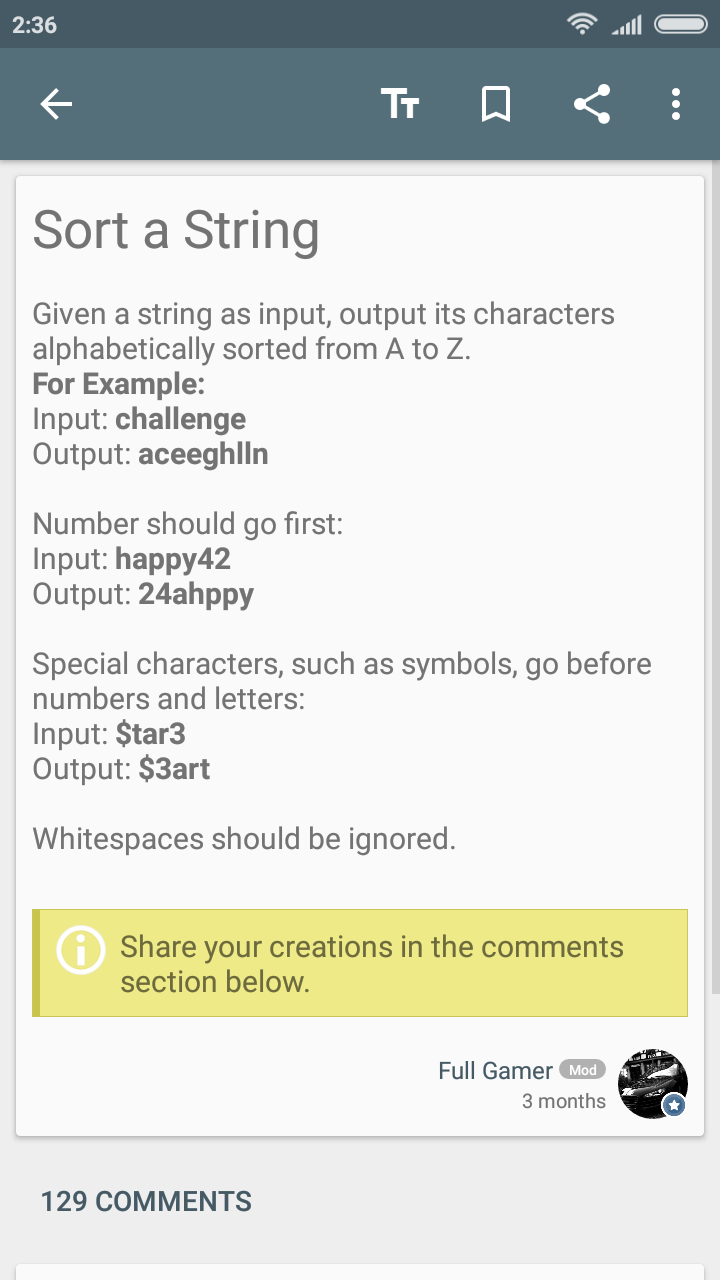 2:36
Sort a String
Given a string as input, output its characters
alphabetically sorted from A to Z.
For Example:
Input: challenge
Output: aceeghlln
Number should go first:
Input: happy42
Output: 24ahppy
Special characters, such as symbols, go before
numbers and letters:
Input: $tar3
Output: $3art
Whitespaces should be ignored.
Share your creations in the comments
section below.
Full Gamer Mod
3 months
129 COMMENTS